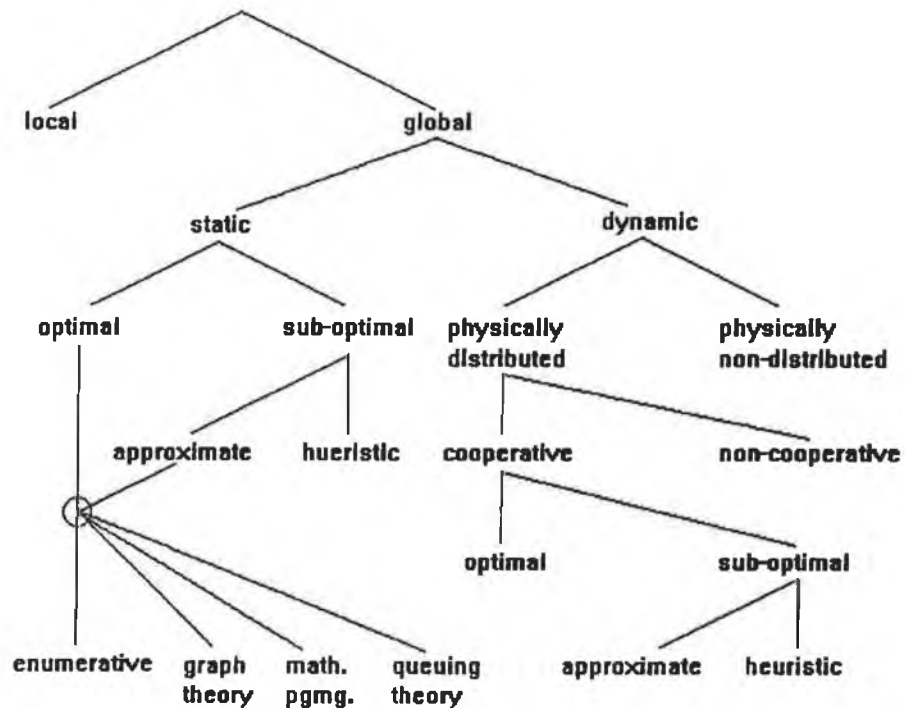 local
global
static
dynamic
optimal
sub-optimal
physically
distributed
physically
non-distributed
approximate
hueristic
cooperative
non-cooperative
optimal
sub-optimal
enumerative
graph
theory
math.
pgmg.
queuing
theory
approximate
heuristic